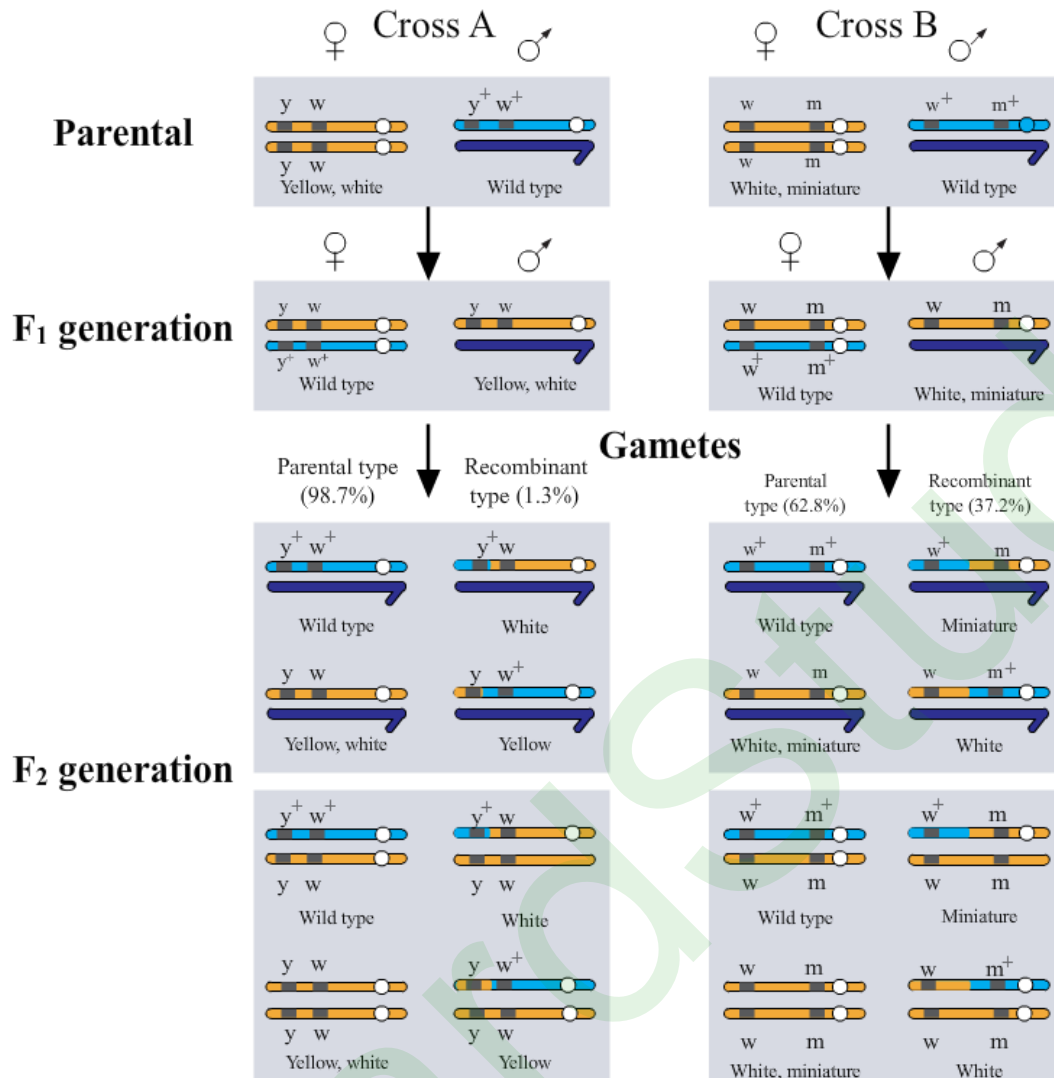 Cross A
Cross B
♀ ♂
♀ ♂
Parental
y w
y⁺ w⁺
y w
Yellow, white
Wild type
w m
w⁺ m⁺
w m
White, miniature
Wild type
♀ ♂
♀ ♂
F₁ generation
y w
y w
y⁺ w⁺
Wild type
Yellow, white
w m
w m
w⁺ m⁺
Wild type
White, miniature
Gametes
Parental type
(98.7%)
Recombinant
type (1.3%)
Parental
type (62.8%)
Recombinant
type (37.2%)
F₂ generation
y⁺ w⁺
y⁺ w
Wild type
White
y w
y w⁺
Yellow, white
Yellow
w⁺ m⁺
w⁺ m
Wild type
Miniature
w m
w m⁺
White, miniature
White
y⁺ w⁺
y⁺ w
y w
y w
Wild type
White
y w
y w⁺
y w
y w
Yellow, white
Yellow
w⁺ m⁺
w⁺ m
w m
w m
Wild type
Miniature
w m
w m⁺
w m
w m
White, miniature
White